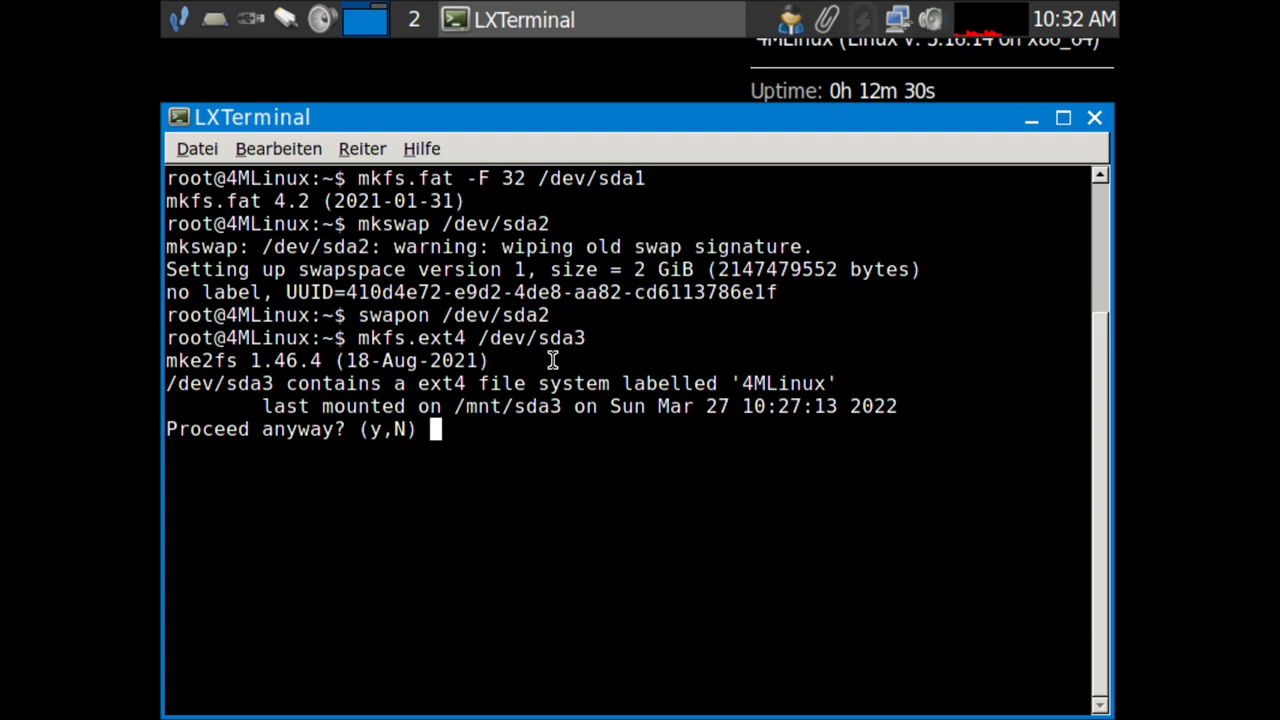 2
LXTerminal
10:32 AM
4MLinux (Linux v. 5.16.14 on x86_64)
Uptime: 0h 12m 30s
LXTerminal
Datei Bearbeiten Reiter Hilfe
root@4MLinux:~$ mkfs.fat -F 32 /dev/sda1
mkfs.fat 4.2 (2021-01-31)
root@4MLinux:~$ mkswap /dev/sda2
mkswap: /dev/sda2: warning: wiping old swap signature.
Setting up swapspace version 1, size = 2 GiB (2147479552 bytes)
no label, UUID=410d4e72-e9d2-4de8-aa82-cd6113786e1f
root@4MLinux:~$ swapon /dev/sda2
root@4MLinux:~$ mkfs.ext4 /dev/sda3
mke2fs 1.46.4 (18-Aug-2021)
/dev/sda3 contains a ext4 file system labelled '4MLinux'
last mounted on /mnt/sda3 on Sun Mar 27 10:27:13 2022
Proceed anyway? (y,N)